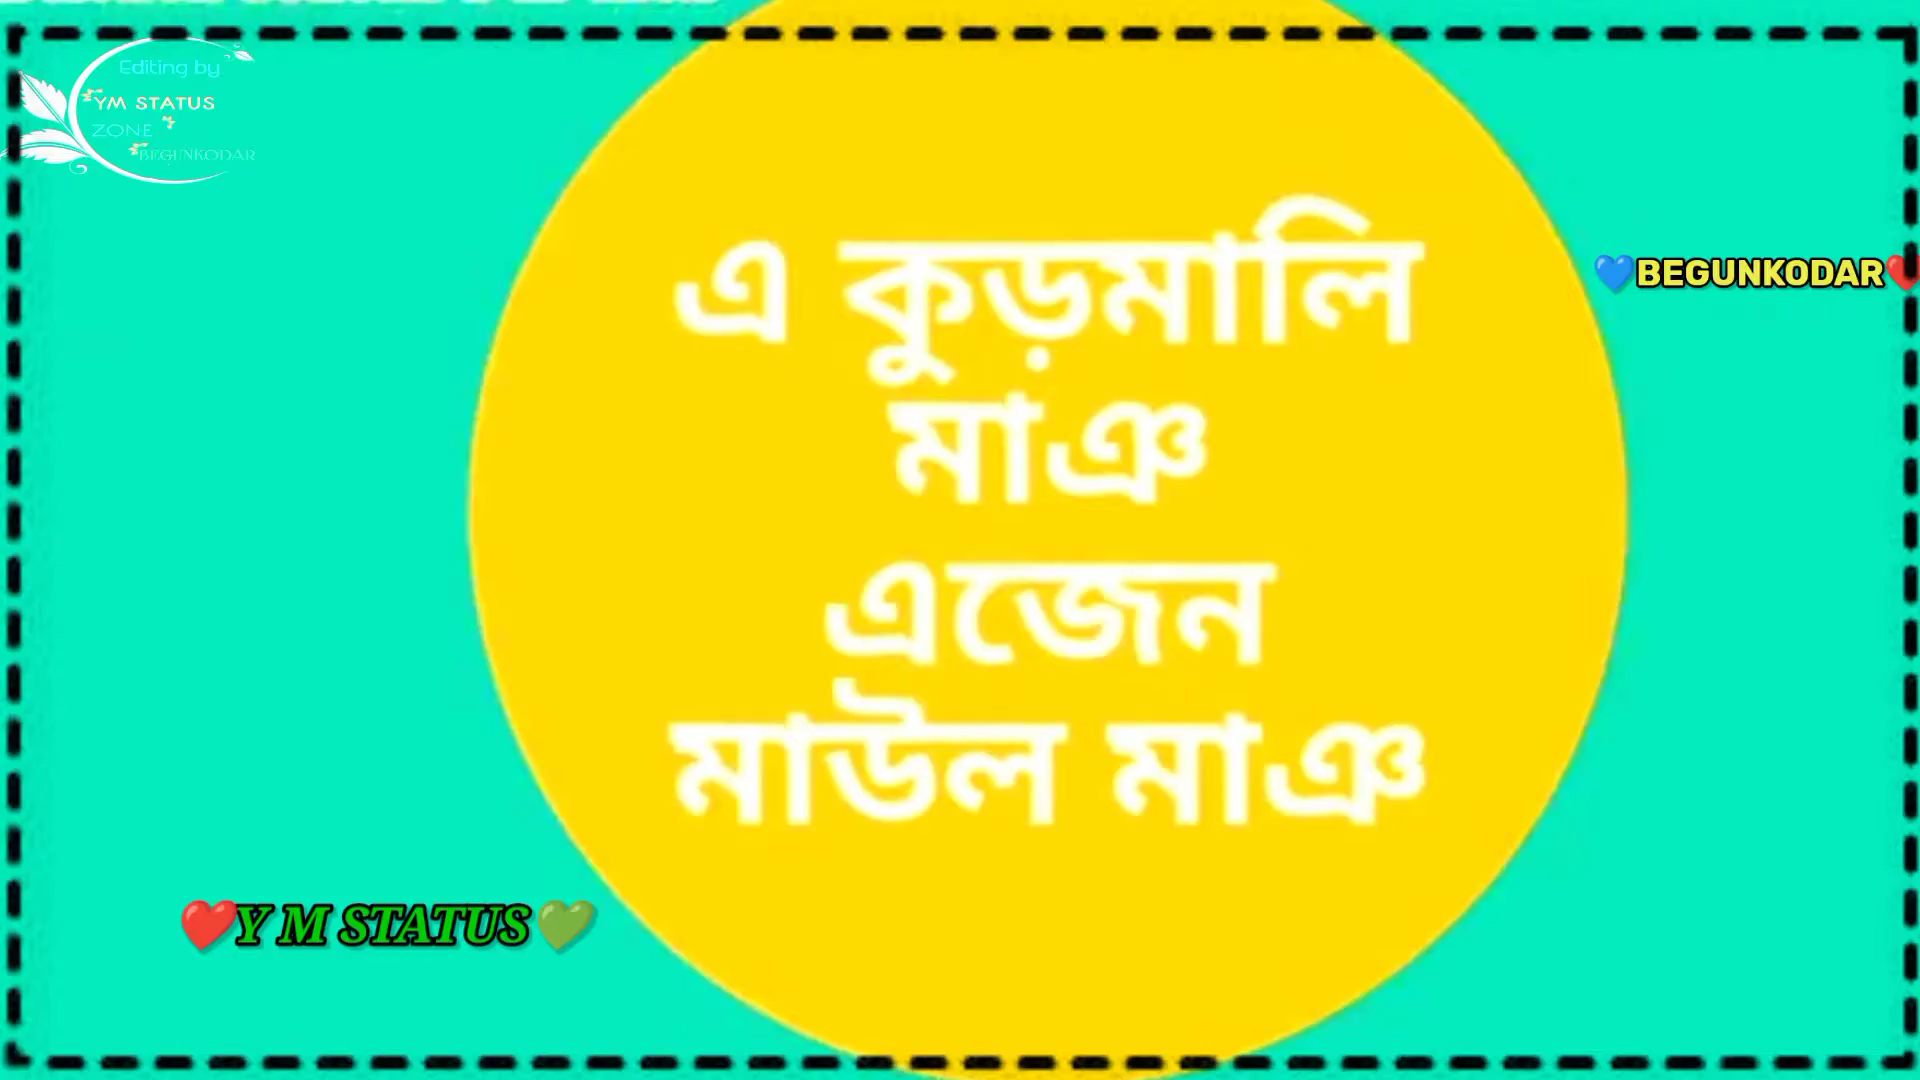 Editing by
YM STATUS
ZONE
BEGUNKODAR
এ কুড়মালি
মাঞ
এজেন
মাউল মাঞ
💙BEGUNKODAR❤️
❤️Y M STATUS💚